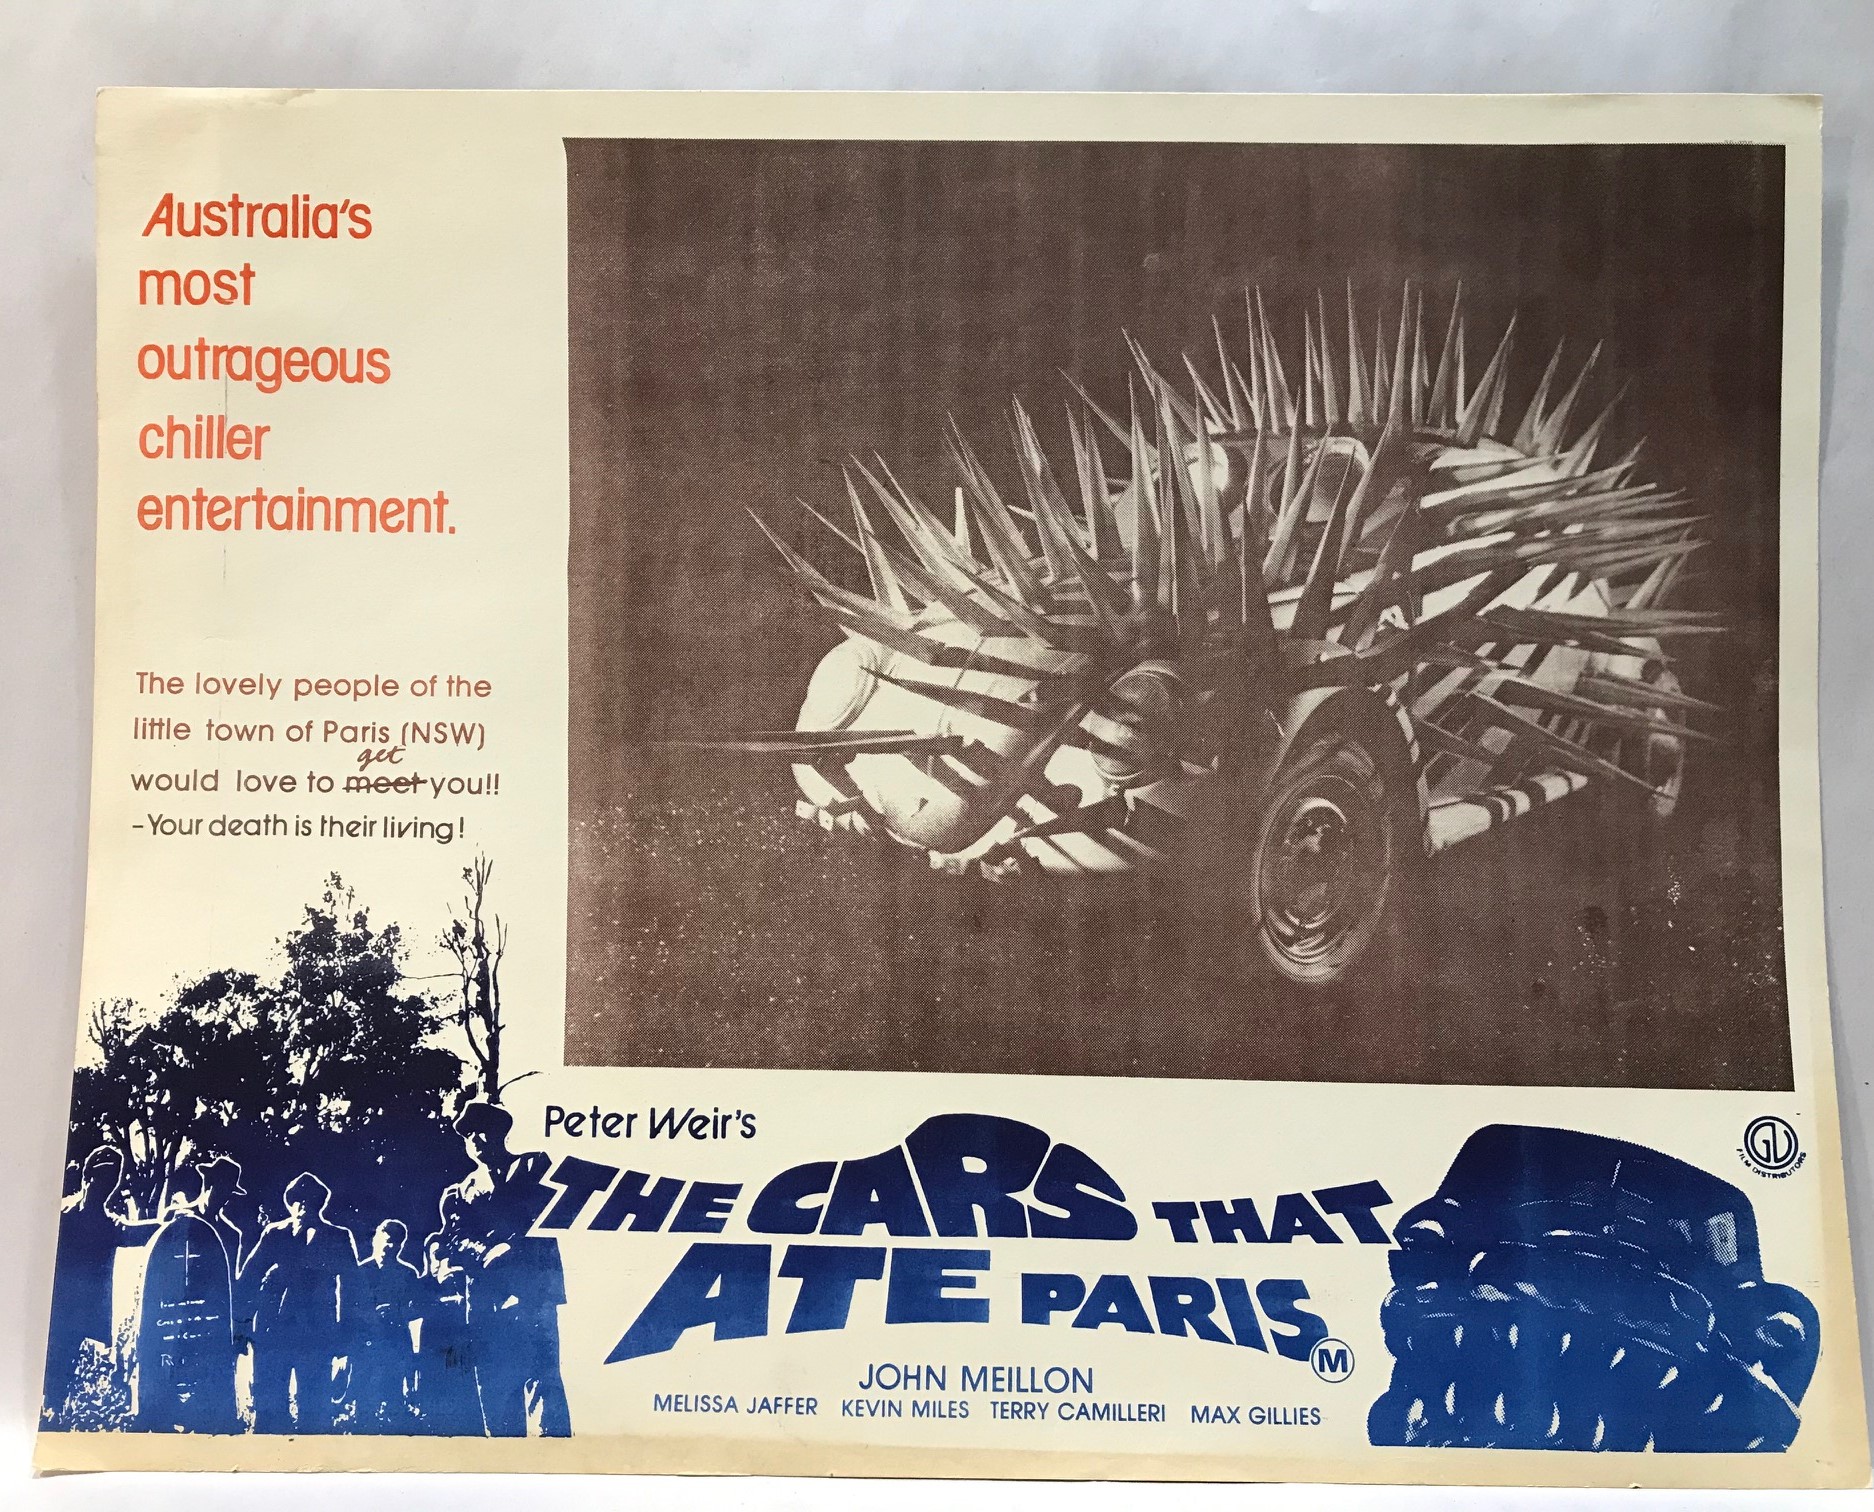 Australia's
most
outrageous
chiller
entertainment.
The lovely people of the
little town of Paris (NSW)
get
would love to meet you!!
-Your death is their living!
Peter Weir's
THE CARS THAT
ATE PARIS
M
JOHN MEILLON
MELISSA JAFFER KEVIN MILES TERRY CAMILLERI MAX GILLIES
FILM DISTRIBUTORS